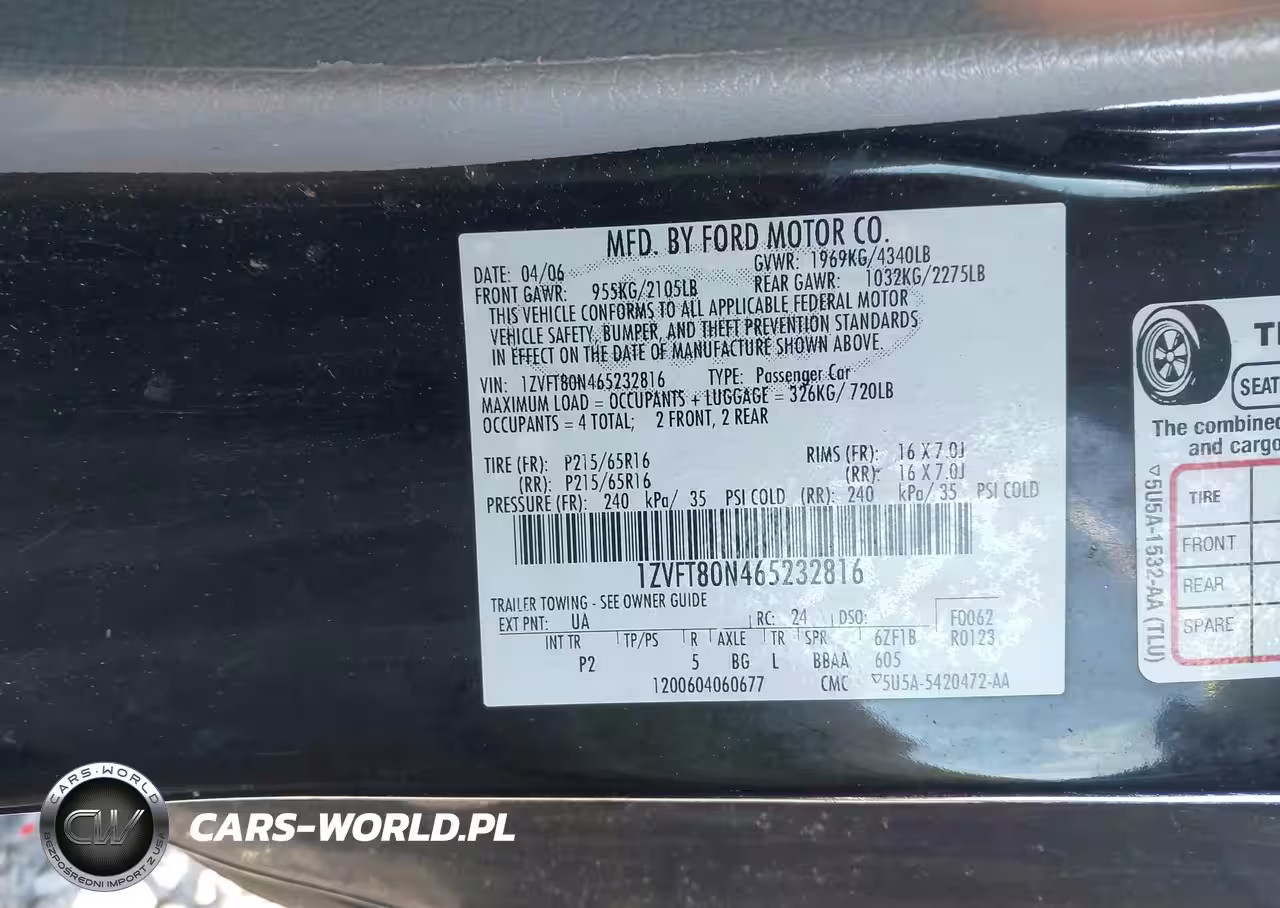 MFD. BY FORD MOTOR CO.
DATE: 04/06 GVWR: 1969KG/4340LB
FRONT GAWR: 955KG/2105LB REAR GAWR: 1032KG/2275LB
THIS VEHICLE CONFORMS TO ALL APPLICABLE FEDERAL MOTOR
VEHICLE SAFETY, BUMPER, AND THEFT PREVENTION STANDARDS
IN EFFECT ON THE DATE OF MANUFACTURE SHOWN ABOVE.
VIN: 1ZVFT80N465232816 TYPE: Passenger Car
MAXIMUM LOAD = OCCUPANTS + LUGGAGE = 326KG/ 720LB
OCCUPANTS = 4 TOTAL; 2 FRONT, 2 REAR
TIRE (FR): P215/65R16 RIMS (FR): 16 X 7.0J
(RR): P215/65R16 (RR): 16 X 7.0J
PRESSURE (FR): 240 kPa/ 35 PSI COLD (RR): 240 kPa/ 35 PSI COLD
1ZVFT80N465232816
TRAILER TOWING - SEE OWNER GUIDE
EXT PNT: UA RC: 24 DSO: F0062
INT TR TP/PS R AXLE TR SPR 6ZF1B R0123
P2 5 BG L BBAA 605
1200604060677 CMC ▽5U5A-5420472-AA
SEAT
The combined
and cargo
TIRE
FRONT
REAR
SPARE
▽5U5A-1532-AA (TLU)
CARS-WORLD
CW
BEZPOŚREDNI IMPORT Z USA
CARS-WORLD.PL